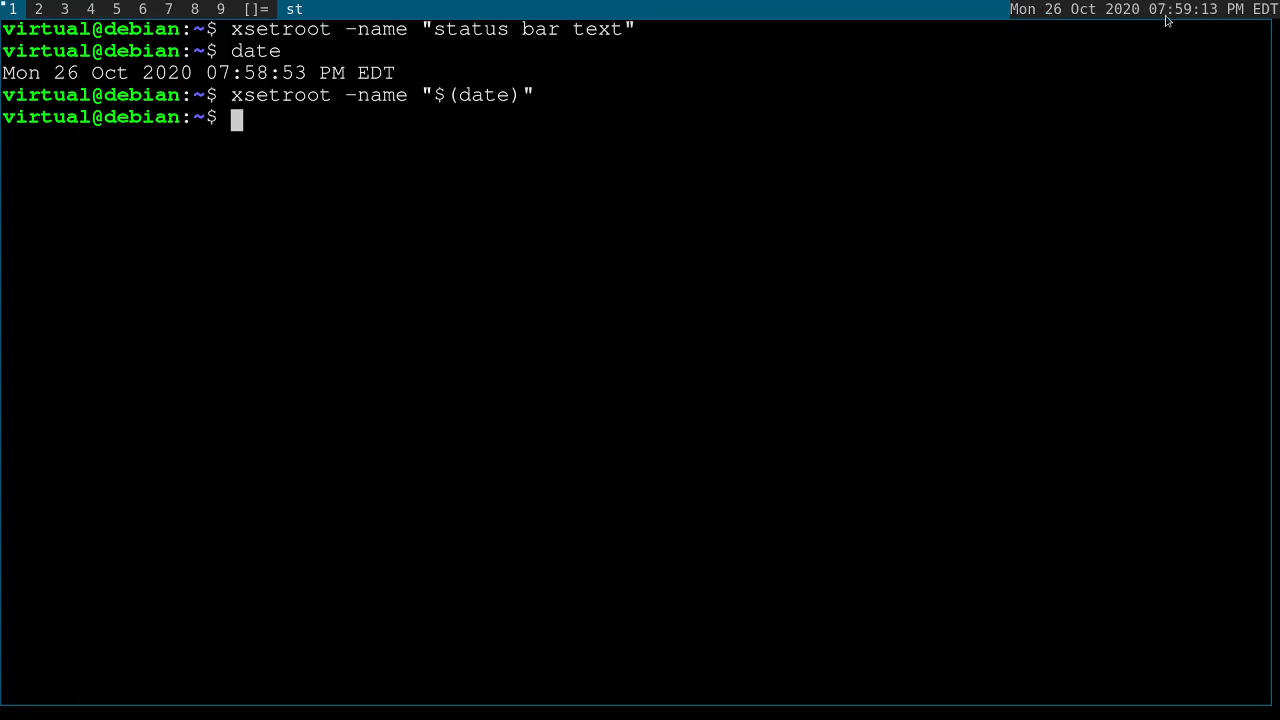 1 2 3 4 5 6 7 8 9 []= st Mon 26 Oct 2020 07:59:13 PM EDT
virtual@debian:~$ xsetroot -name "status bar text"
virtual@debian:~$ date
Mon 26 Oct 2020 07:58:53 PM EDT
virtual@debian:~$ xsetroot -name "$(date)"
virtual@debian:~$